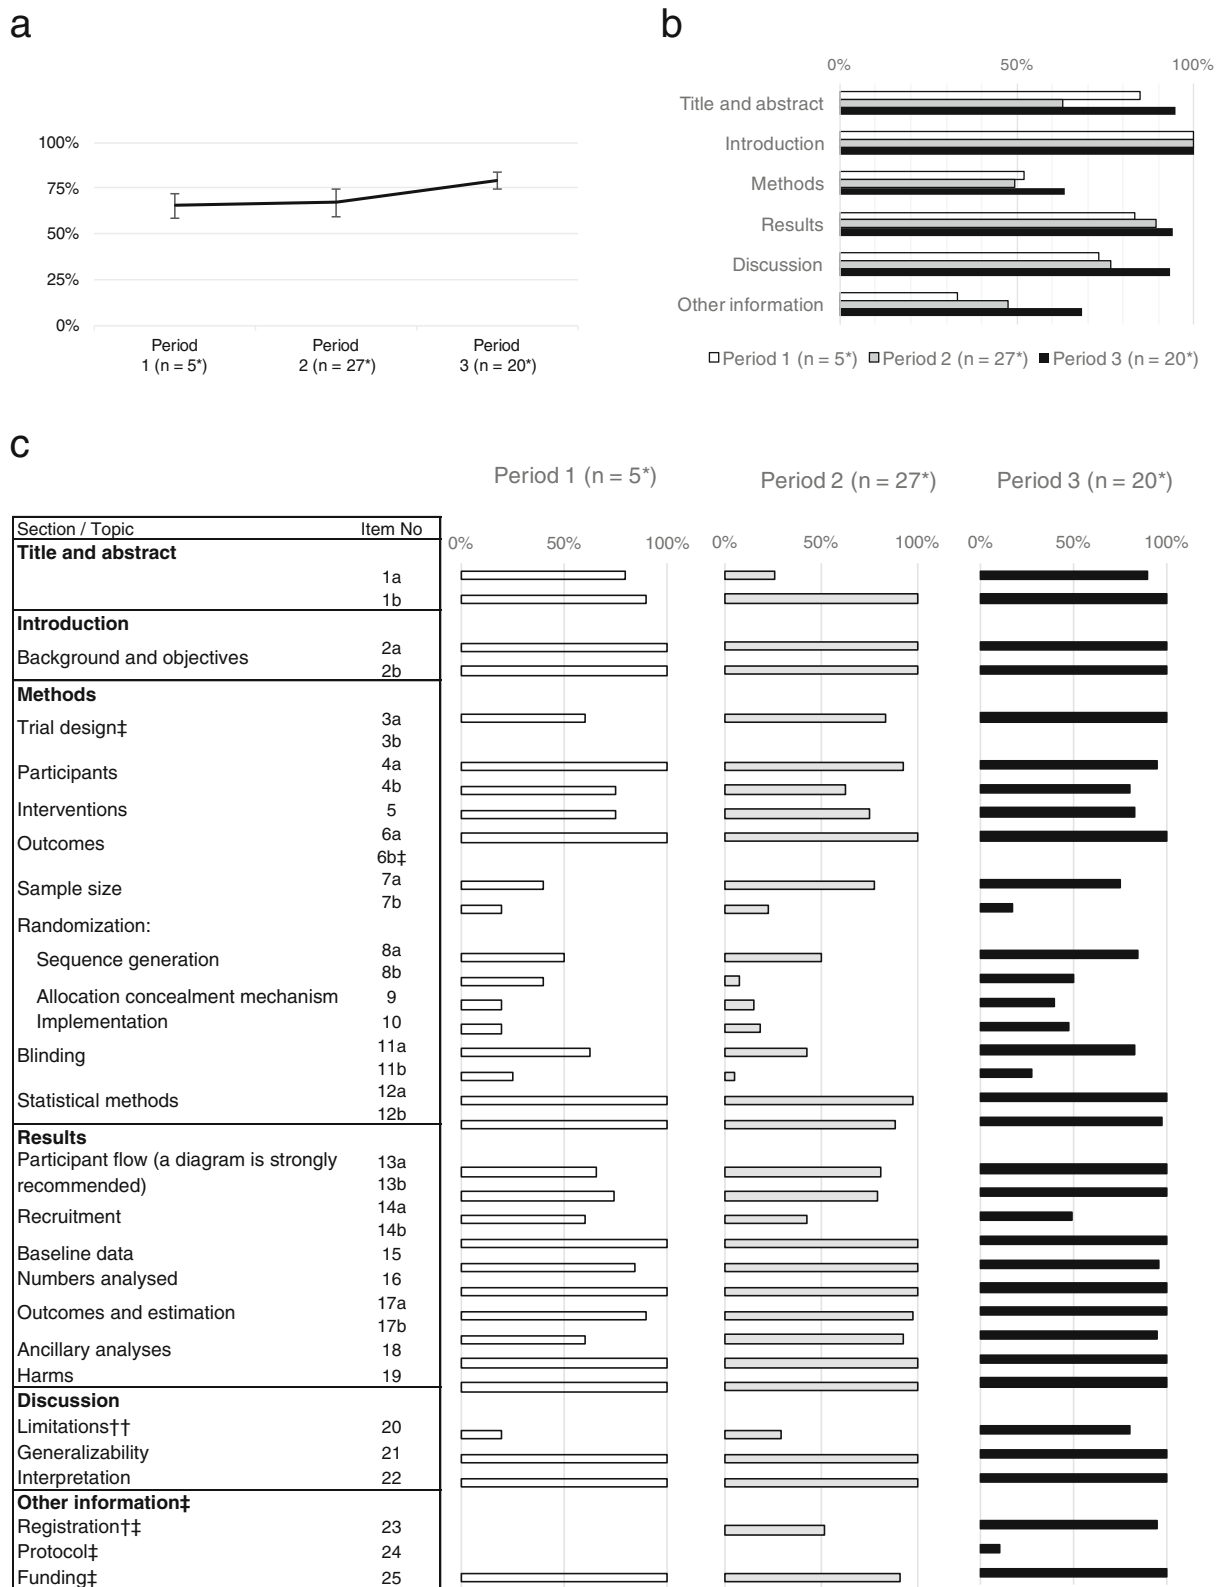 a
100%
75%
50%
25%
0%
Period
1 (n = 5*)
Period
2 (n = 27*)
Period
3 (n = 20*)
b
0% 50% 100%
Title and abstract
Introduction
Methods
Results
Discussion
Other information
Period 1 (n = 5*) Period 2 (n = 27*) Period 3 (n = 20*)
c
Period 1 (n = 5*) Period 2 (n = 27*) Period 3 (n = 20*)
Section / Topic Item No
0% 50% 100% 0% 50% 100% 0% 50% 100%
Title and abstract
1a
1b
Introduction
Background and objectives
2a
2b
Methods
Trial design‡
3a
3b
Participants
4a
4b
Interventions 5
Outcomes
6a
6b‡
Sample size
7a
7b
Randomization:
Sequence generation
8a
8b
Allocation concealment mechanism 9
Implementation 10
Blinding
11a
11b
Statistical methods
12a
12b
Results
Participant flow (a diagram is strongly
recommended)
13a
13b
Recruitment
14a
14b
Baseline data 15
Numbers analysed 16
Outcomes and estimation
17a
17b
Ancillary analyses 18
Harms 19
Discussion
Limitations†† 20
Generalizability 21
Interpretation 22
Other information‡
Registration†‡ 23
Protocol‡ 24
Funding‡ 25